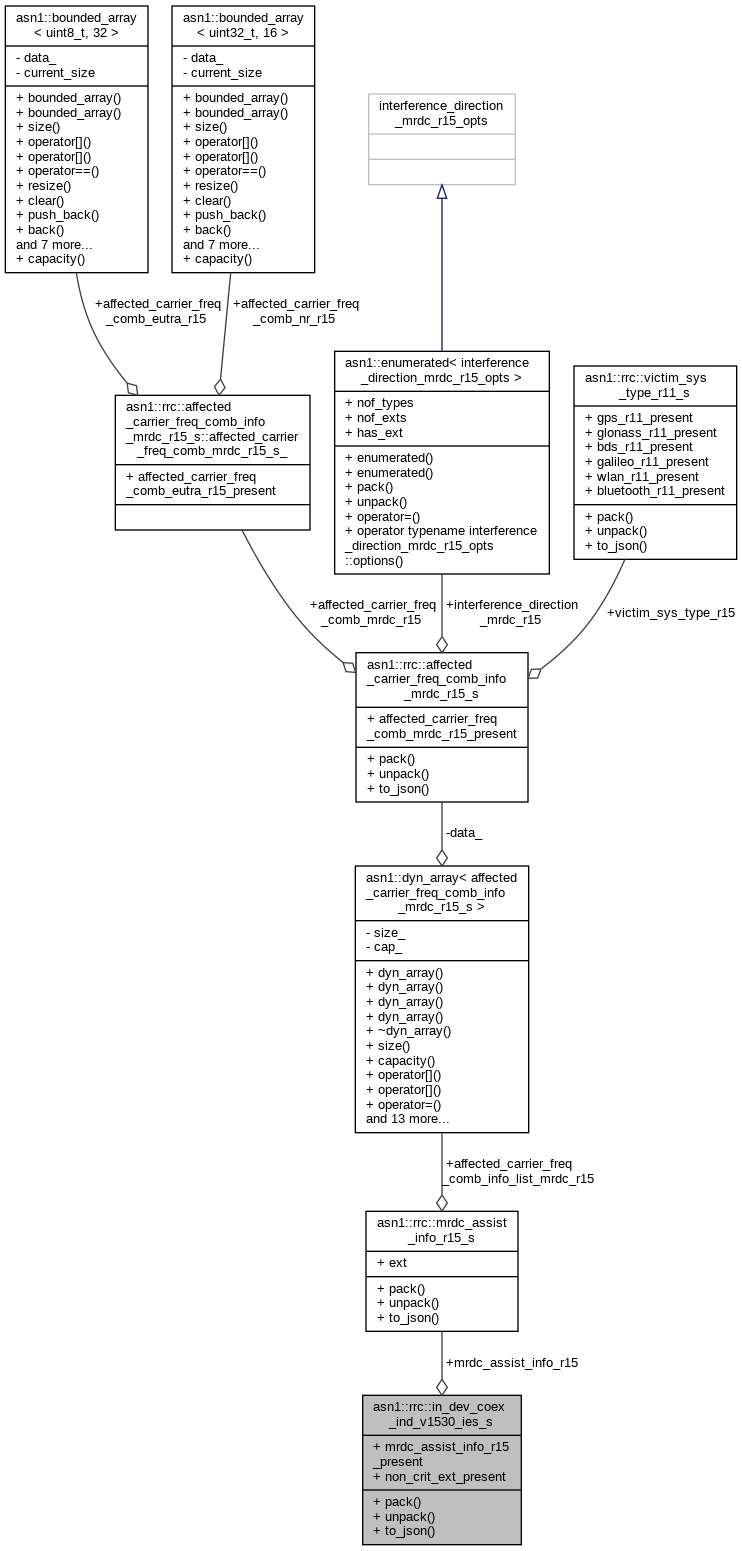 asn1::bounded_array
< uint8_t, 32 >
- data_
- current_size
+ bounded_array()
+ bounded_array()
+ size()
+ operator[]()
+ operator[]()
+ operator==()
+ resize()
+ clear()
+ push_back()
+ back()
and 7 more...
+ capacity()
asn1::bounded_array
< uint32_t, 16 >
- data_
- current_size
+ bounded_array()
+ bounded_array()
+ size()
+ operator[]()
+ operator[]()
+ operator==()
+ resize()
+ clear()
+ push_back()
+ back()
and 7 more...
+ capacity()
interference_direction
_mrdc_r15_opts
+affected_carrier_freq
_comb_eutra_r15
+affected_carrier_freq
_comb_nr_r15
asn1::rrc::affected
_carrier_freq_comb_info
_mrdc_r15_s::affected_carrier
_freq_comb_mrdc_r15_s_
+ affected_carrier_freq
_comb_eutra_r15_present
asn1::enumerated< interference
_direction_mrdc_r15_opts >
+ nof_types
+ nof_exts
+ has_ext
+ enumerated()
+ enumerated()
+ pack()
+ unpack()
+ operator=()
+ operator typename interference
_direction_mrdc_r15_opts
::options()
asn1::rrc::victim_sys
_type_r11_s
+ gps_r11_present
+ glonass_r11_present
+ bds_r11_present
+ galileo_r11_present
+ wlan_r11_present
+ bluetooth_r11_present
+ pack()
+ unpack()
+ to_json()
+affected_carrier_freq
_comb_mrdc_r15
+interference_direction
_mrdc_r15
+victim_sys_type_r15
asn1::rrc::affected
_carrier_freq_comb_info
_mrdc_r15_s
+ affected_carrier_freq
_comb_mrdc_r15_present
+ pack()
+ unpack()
+ to_json()
-data_
asn1::dyn_array< affected
_carrier_freq_comb_info
_mrdc_r15_s >
- size_
- cap_
+ dyn_array()
+ dyn_array()
+ dyn_array()
+ dyn_array()
+ ~dyn_array()
+ size()
+ capacity()
+ operator[]()
+ operator[]()
+ operator=()
and 13 more...
+affected_carrier_freq
_comb_info_list_mrdc_r15
asn1::rrc::mrdc_assist
_info_r15_s
+ ext
+ pack()
+ unpack()
+ to_json()
+mrdc_assist_info_r15
asn1::rrc::in_dev_coex
_ind_v1530_ies_s
+ mrdc_assist_info_r15
_present
+ non_crit_ext_present
+ pack()
+ unpack()
+ to_json()